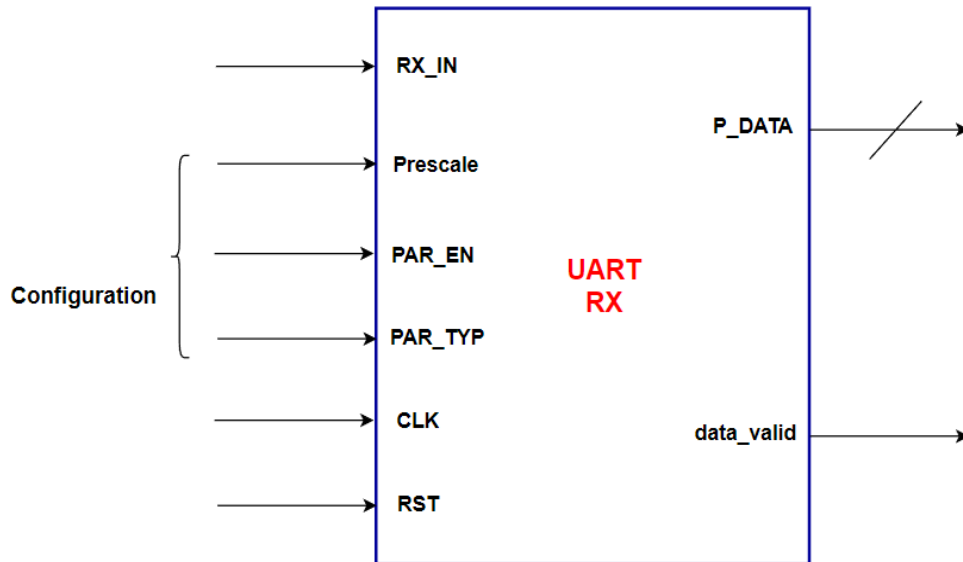 RX_IN
P_DATA
Prescale
PAR_EN
UART
RX
Configuration
PAR_TYP
CLK
data_valid
RST